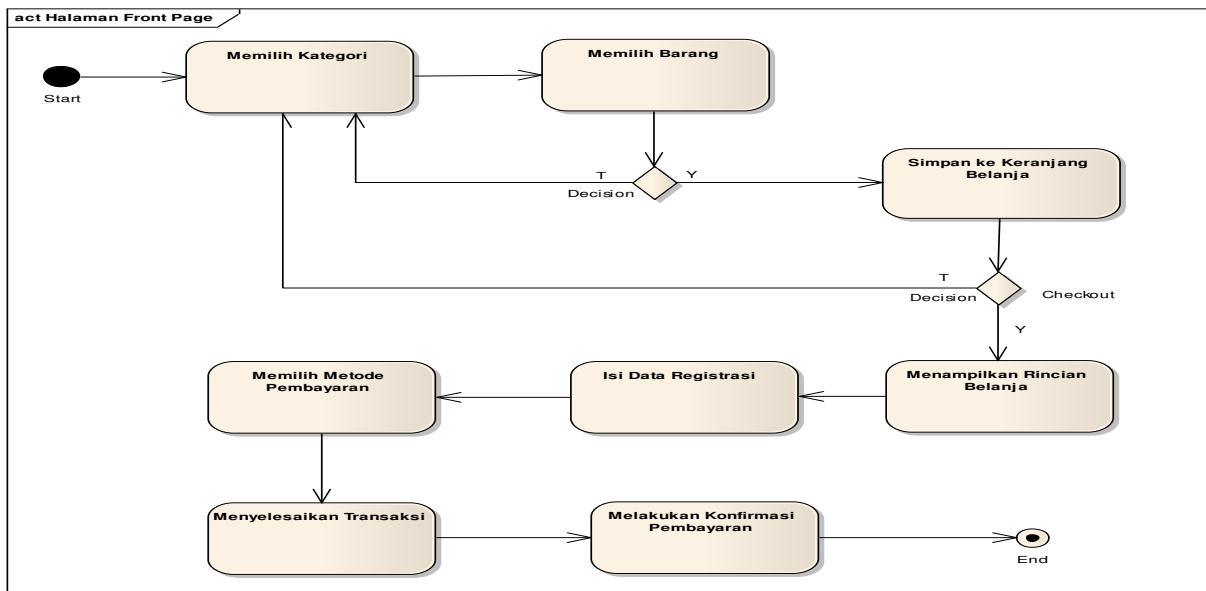 act Halaman Front Page
Memilih Kategori
Memilih Barang
Start
Simpan ke Keranjang
Belanja
T
Y
Decision
T
Decision
Checkout
Y
Memilih Metode
Pembayaran
Isi Data Registrasi
Menampilkan Rincian
Belanja
Menyelesaikan Transaksi
Melakukan Konfirmasi
Pembayaran
End